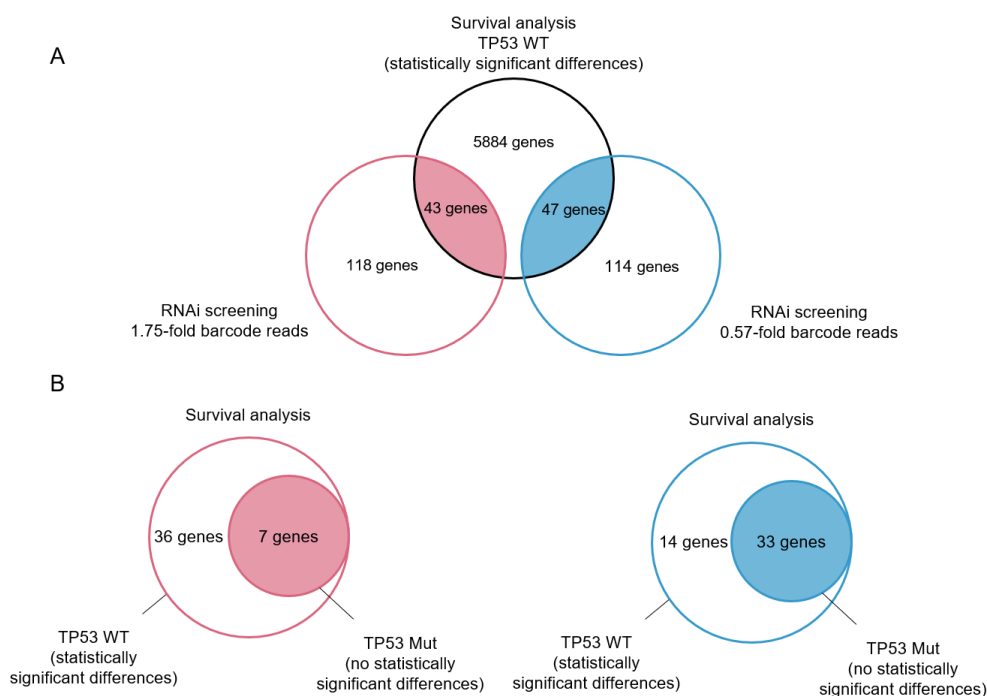 A
Survival analysis
TP53 WT
(statistically significant differences)
5884 genes
43 genes
47 genes
118 genes
114 genes
RNAi screening
1.75-fold barcode reads
RNAi screening
0.57-fold barcode reads
B
Survival analysis
36 genes
7 genes
TP53 WT
(statistically
significant differences)
TP53 Mut
(no statistically
significant differences)
Survival analysis
14 genes
33 genes
TP53 WT
(statistically
significant differences)
TP53 Mut
(no statistically
significant differences)